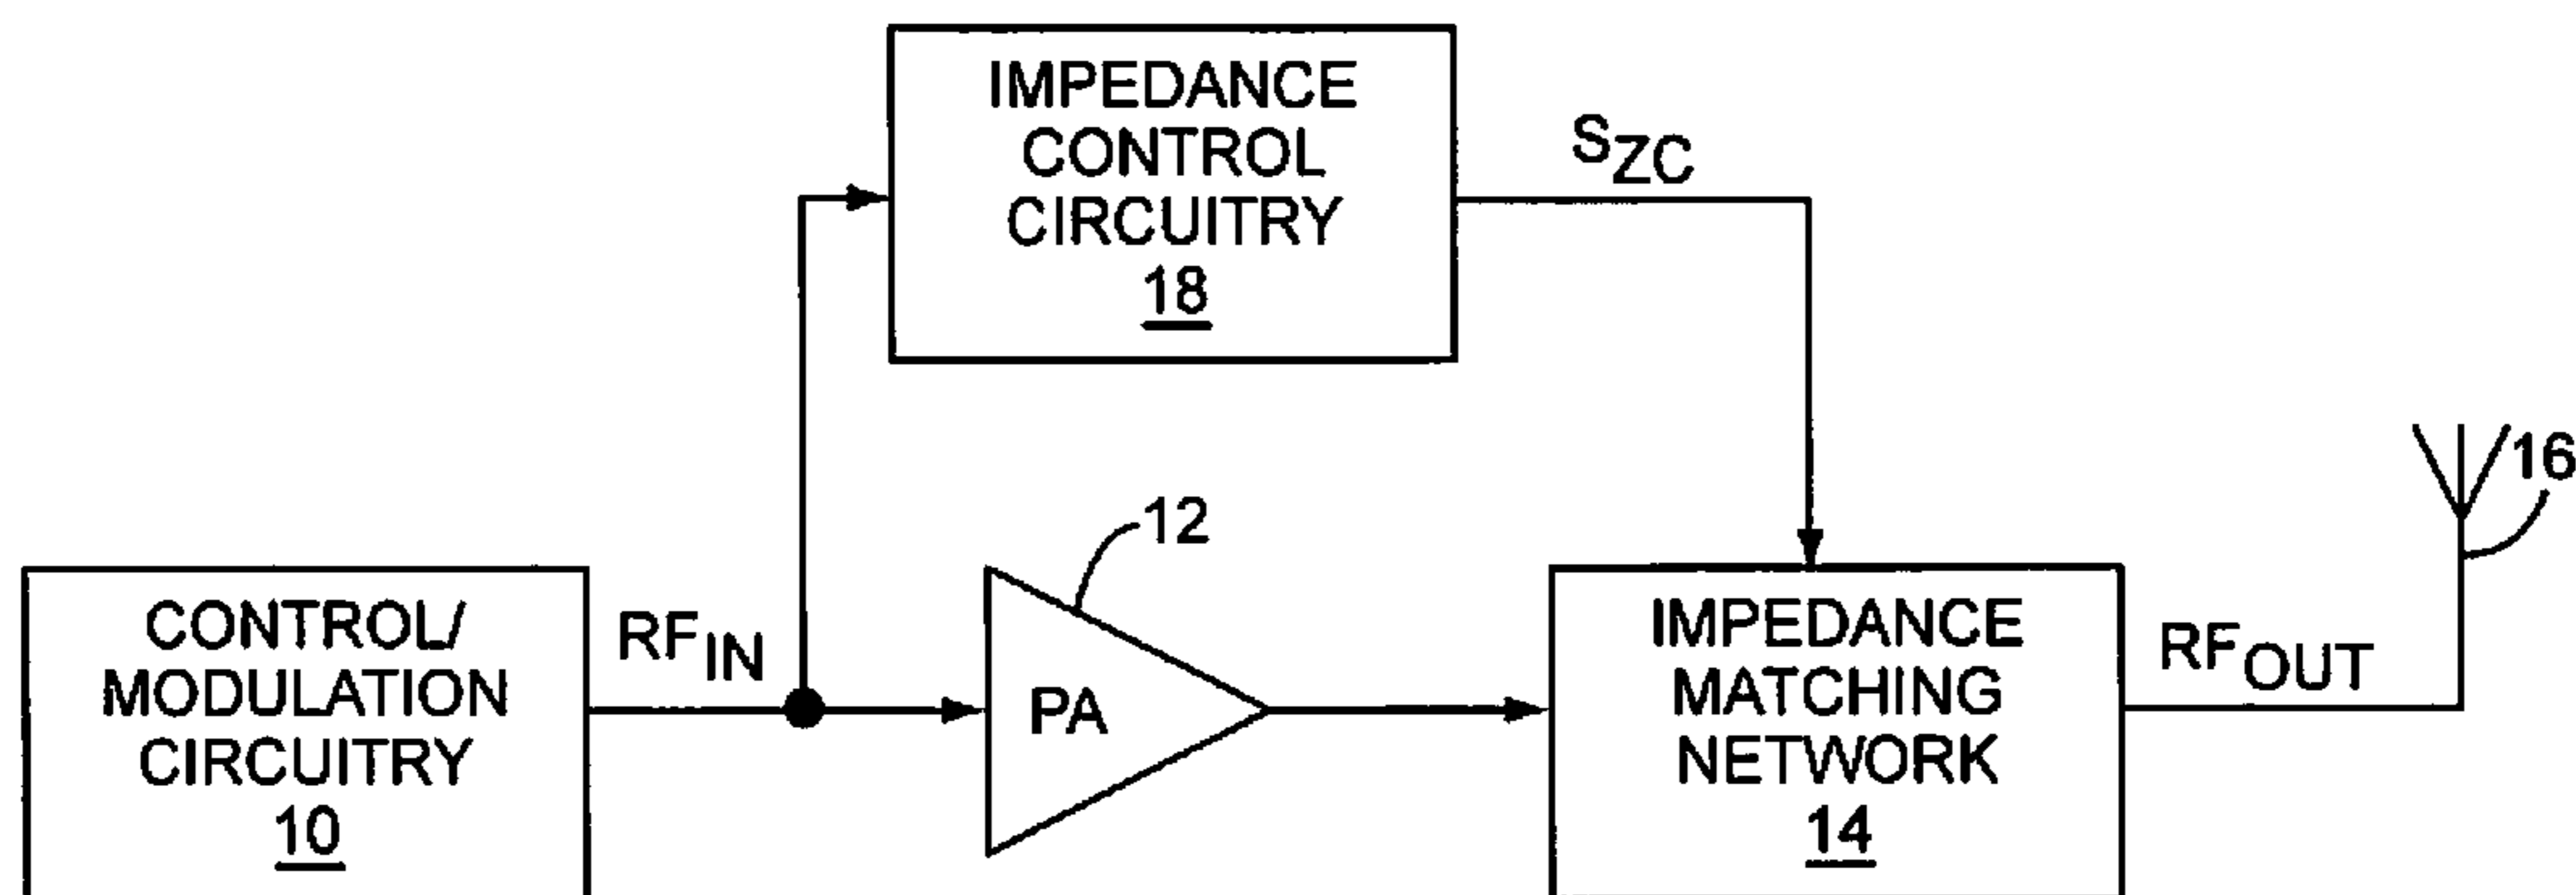 IMPEDANCE
CONTROL
CIRCUITRY
18
SZC
16
12
CONTROL/
MODULATION
CIRCUITRY
10
RFIN
PA
IMPEDANCE
MATCHING
NETWORK
14
RFOUT